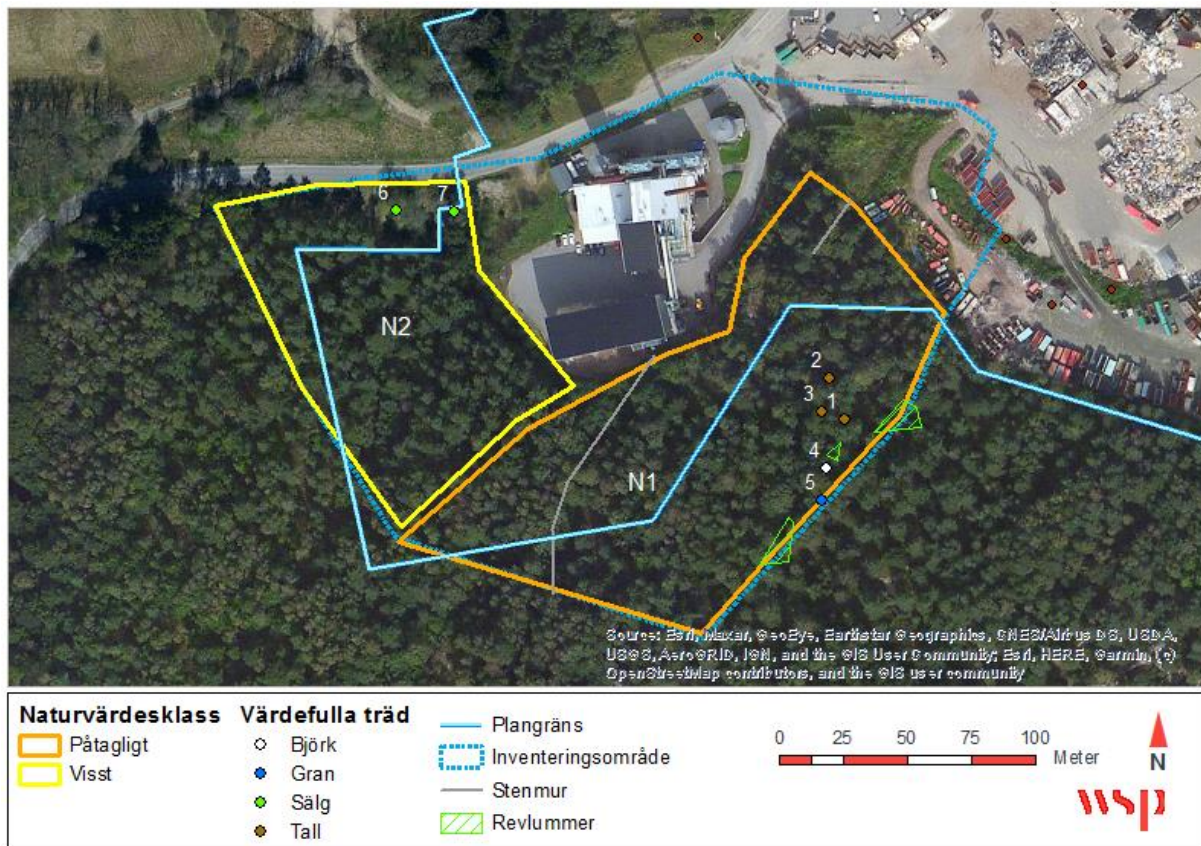 6
7
N2
2
3 1
4
N1
5
Source: Esri, Maxar, GeoEye, Earthstar Geographics, CNES/Airbus DS, USDA,
USGS, AeroGRID, IGN, and the GIS User Community; Esri, HERE, Garmin, (c)
OpenStreetMap contributors, and the GIS user community
Naturvärdesklass
Påtagligt
Visst
Värdefulla träd
Björk
Gran
Sälg
Tall
Plangräns
Inventeringsområde
Stenmur
Revlummer
0 25 50 75 100
Meter
N
wsp